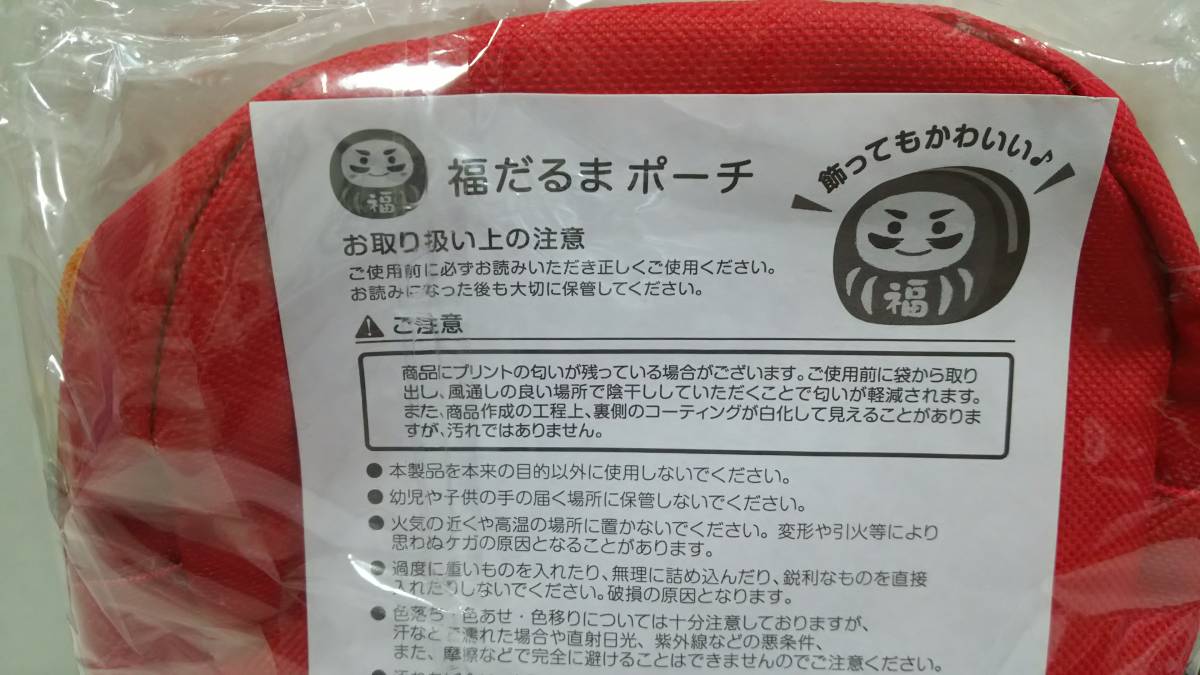 福だるま ポーチ
飾ってもかわいい♪
福
福
お取り扱い上の注意
ご使用前に必ずお読みいただき正しくご使用ください。
お読みになった後も大切に保管してください。
ご注意
商品にプリントの匂いが残っている場合がございます。ご使用前に袋から取り
出し、風通しの良い場所で陰干ししていただくことで匂いが軽減されます。
また、商品作成の工程上、裏側のコーティングが白化して見えることがありま
すが、汚れではありません。
● 本製品を本来の目的以外に使用しないでください。
● 幼児や子供の手の届く場所に保管しないでください。
● 火気の近くや高温の場所に置かないでください。変形や引火等により
思わぬケガの原因となることがあります。
● 過度に重いものを入れたり、無理に詰め込んだり、鋭利なものを直接
入れたりしないでください。破損の原因となります。
● 色落ち・色あせ・色移りについては十分注意しておりますが、
汗などで濡れた場合や直射日光、紫外線などの悪条件、
また、摩擦などで完全に避けることはできませんのでご注意ください。